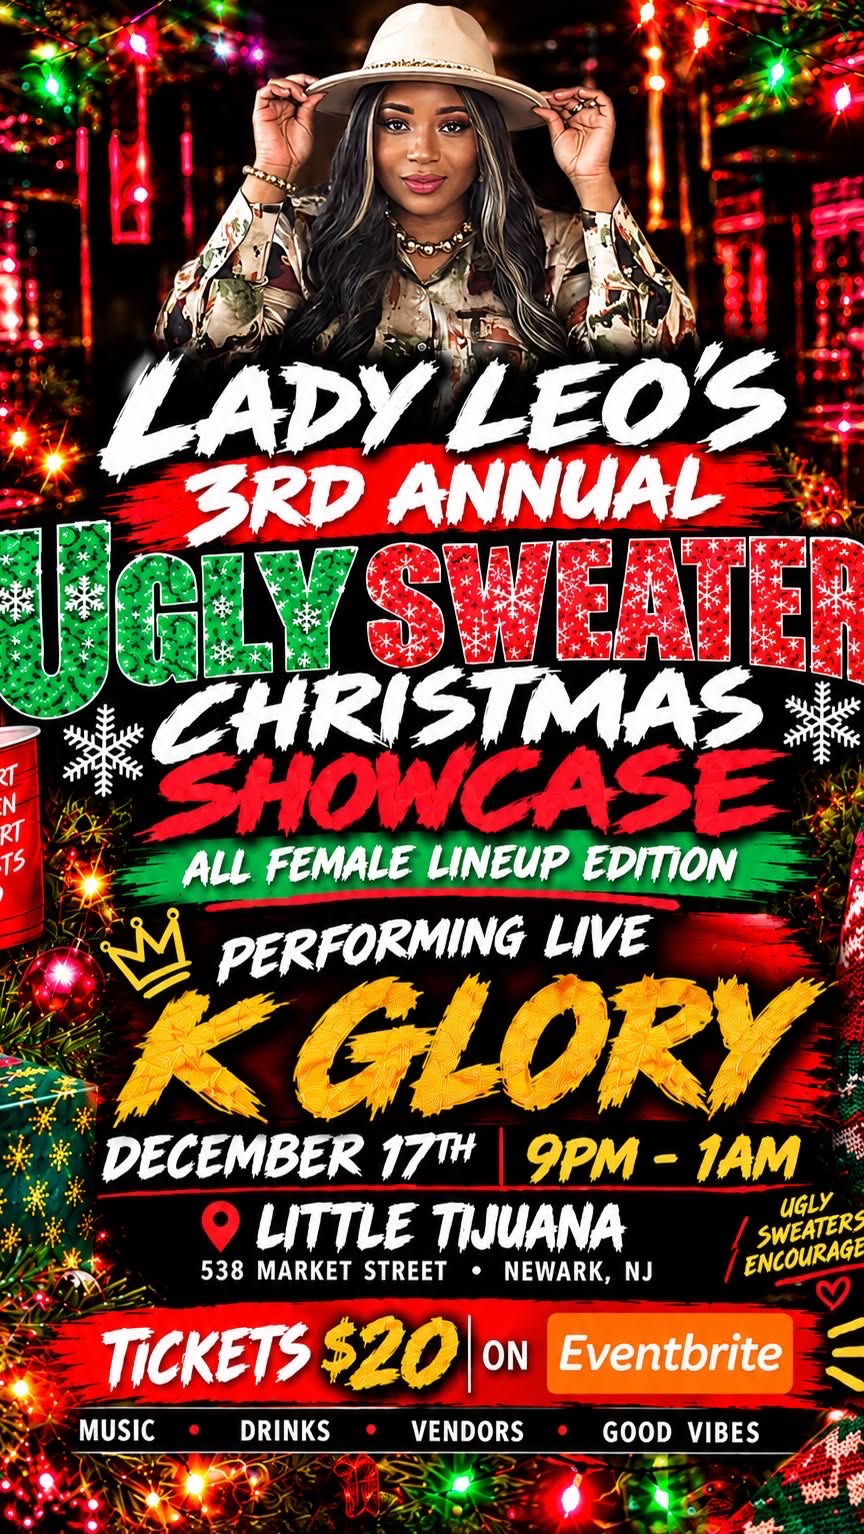 LADY LEO'S
3RD ANNUAL
UGLY SWEATER
CHRISTMAS
SHOWCASE
ALL FEMALE LINEUP EDITION
PERFORMING LIVE
K GLORY
DECEMBER 17TH | 9PM - 1AM
LITTLE TIJUANA
538 MARKET STREET • NEWARK, NJ
UGLY
SWEATERS
ENCOURAGE
TICKETS $20 | ON Eventbrite
MUSIC • DRINKS • VENDORS • GOOD VIBES